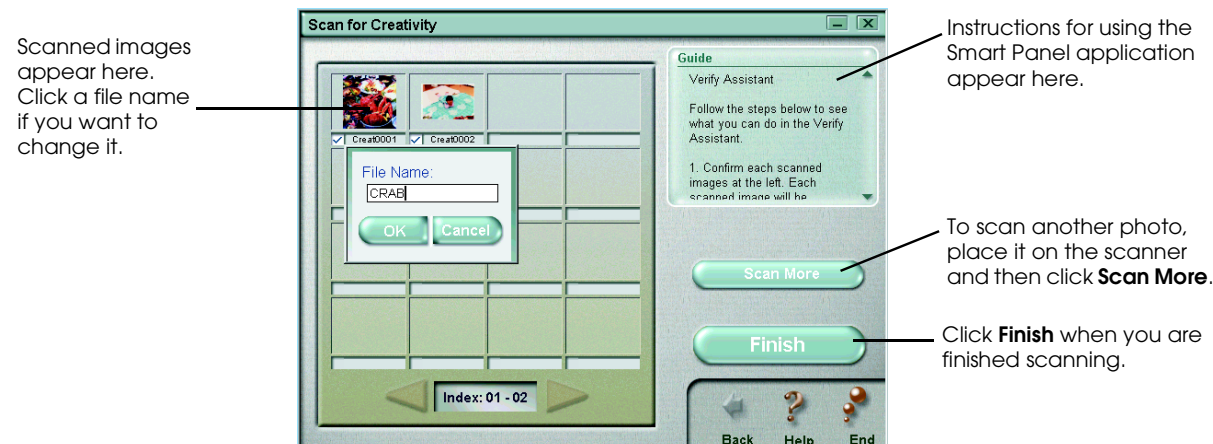 Scanned images
appear here.
Click a file name
if you want to
change it.
Scan for Creativity
Creat0001
Creat0002
File Name:
CRAB
OK
Cancel
Index: 01 - 02
Guide
Verify Assistant
Follow the steps below to see
what you can do in the Verify
Assistant.
1. Confirm each scanned
images at the left. Each
scanned image will be
Scan More
Finish
Back
Help
End
Instructions for using the
Smart Panel application
appear here.
To scan another photo,
place it on the scanner
and then click Scan More.
Click Finish when you are
finished scanning.